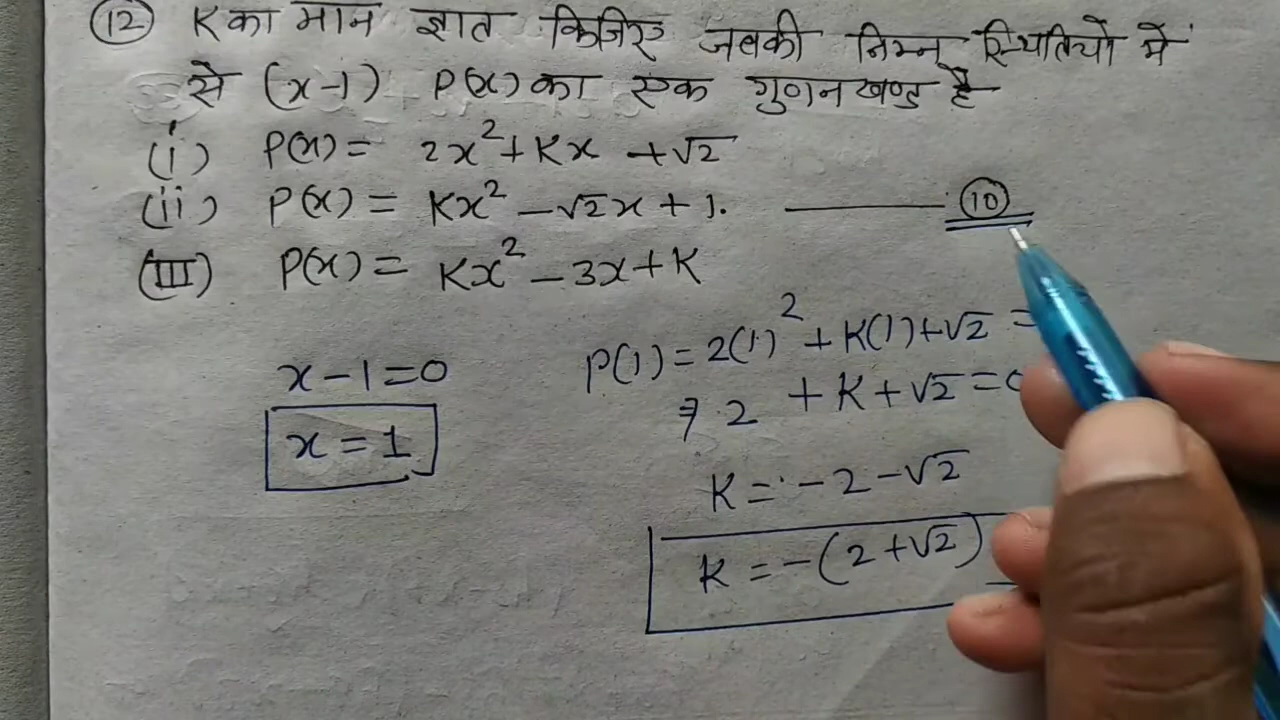 (12) K का मान ज्ञात किजिए जबकी निम्न स्थितियो में
से (x-1) P(x) का एक गुणनखण्ड है
(i) P(x) = 2x² + Kx + √2
(ii) P(x) = Kx² - √2x + 1. (10)
(III) P(x) = Kx² - 3x + K
x - 1 = 0
x = 1
P(1) = 2(1)² + K(1) + √2 =
⇒ 2 + K + √2 = 0
K = -2 - √2
K = -(2 + √2)